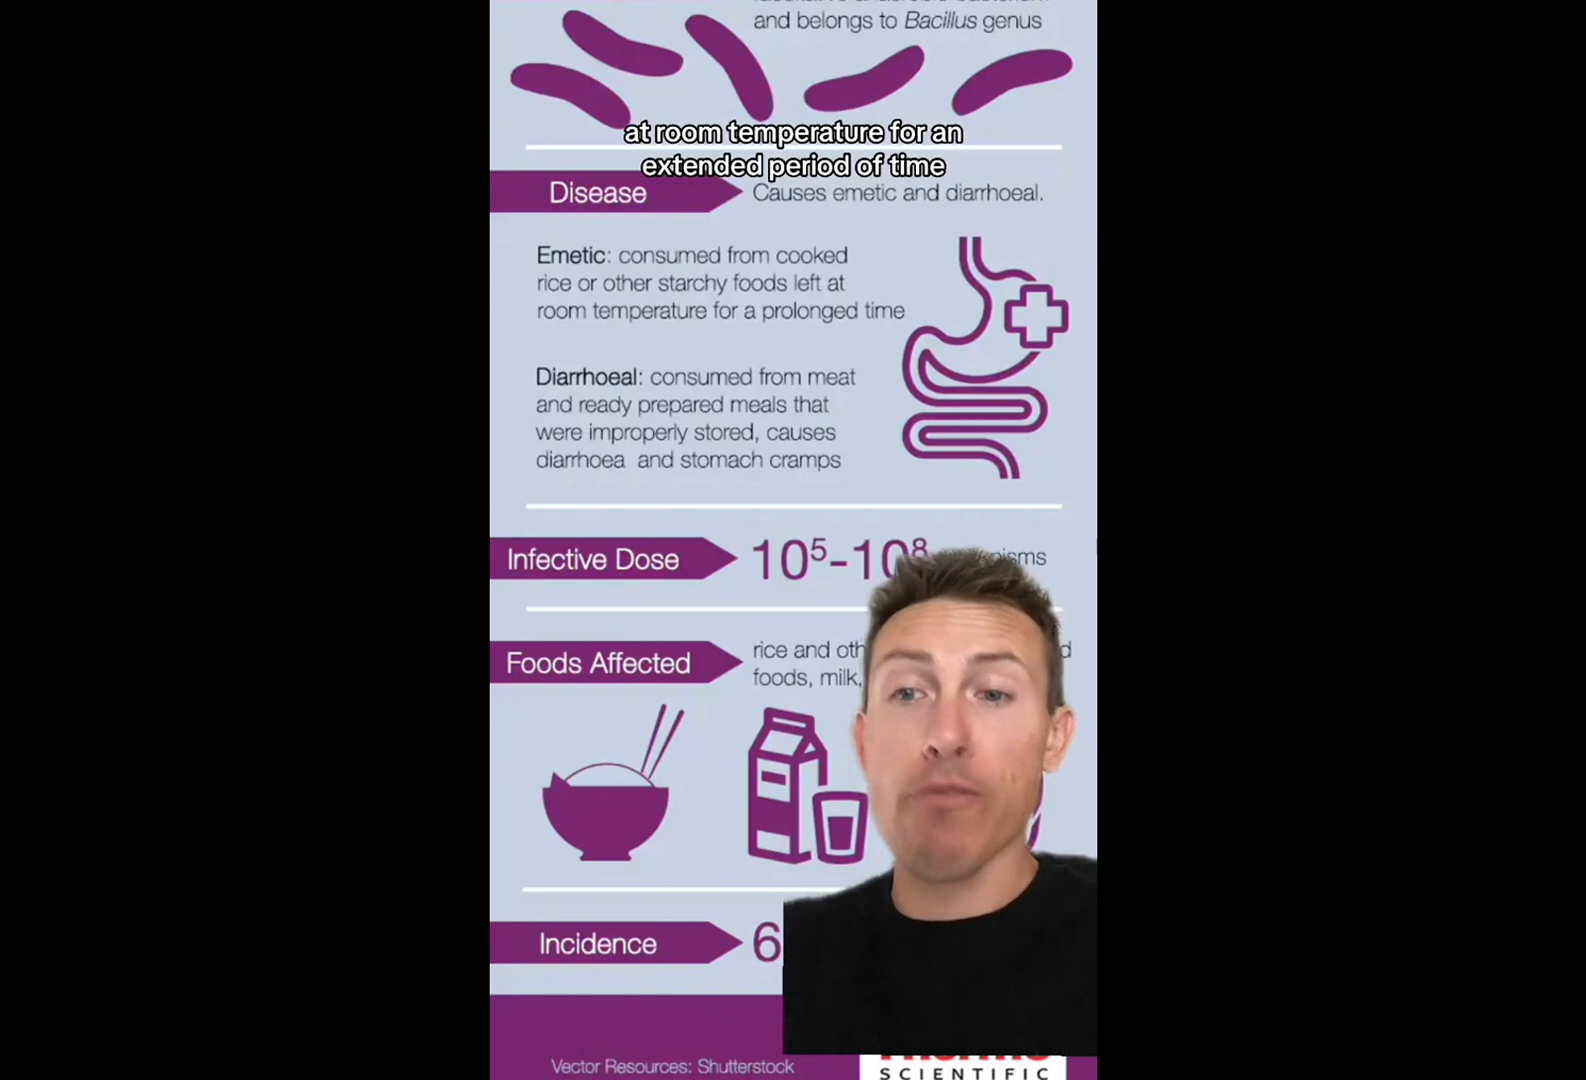 and belongs to Bacillus genus
at room temperature for an
extended period of time
Disease
Causes emetic and diarrhoeal.
Emetic: consumed from cooked
rice or other starchy foods left at
room temperature for a prolonged time
Diarrhoeal: consumed from meat
and ready prepared meals that
were improperly stored, causes
diarrhoea and stomach cramps
Infective Dose
10⁵-10⁸
Foods Affected
rice and
foods, milk,
Incidence
6
Vector Resources: Shutterstock
SCIENTIFIC